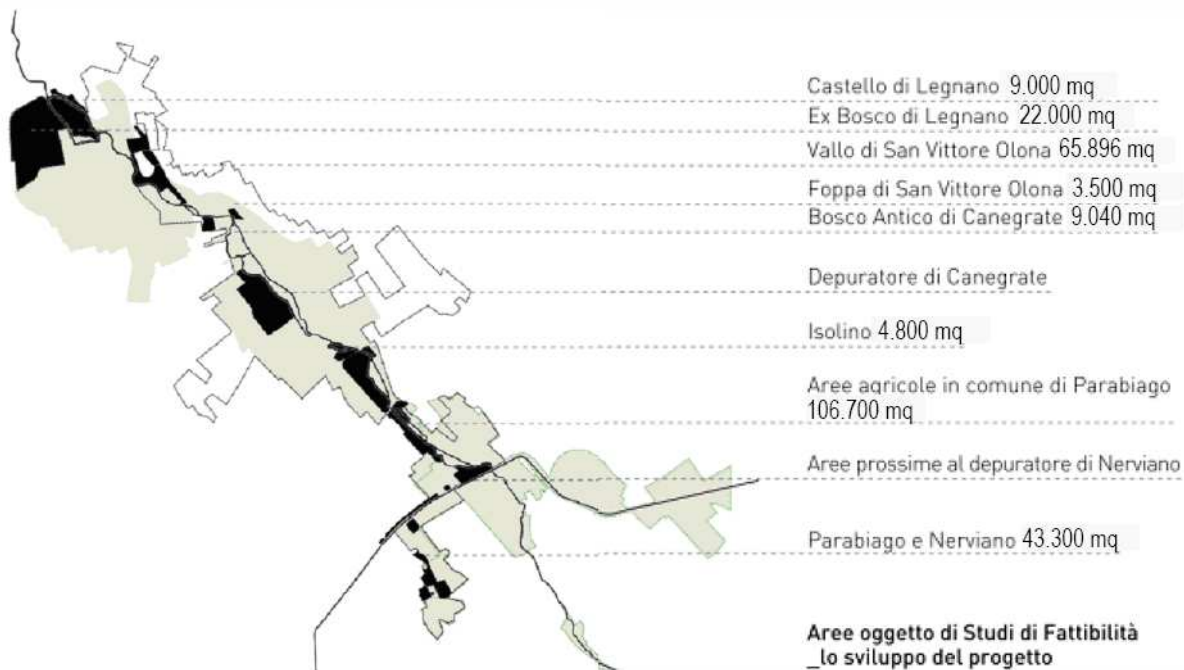 Castello di Legnano 9.000 mq
Ex Bosco di Legnano 22.000 mq
Vallo di San Vittore Olona 65.896 mq
Foppa di San Vittore Olona 3.500 mq
Bosco Antico di Canegrate 9.040 mq
Depuratore di Canegrate
Isolino 4.800 mq
Aree agricole in comune di Parabiago
106.700 mq
Aree prossime al depuratore di Nerviano
Parabiago e Nerviano 43.300 mq
Aree oggetto di Studi di Fattibilità
_lo sviluppo del progetto